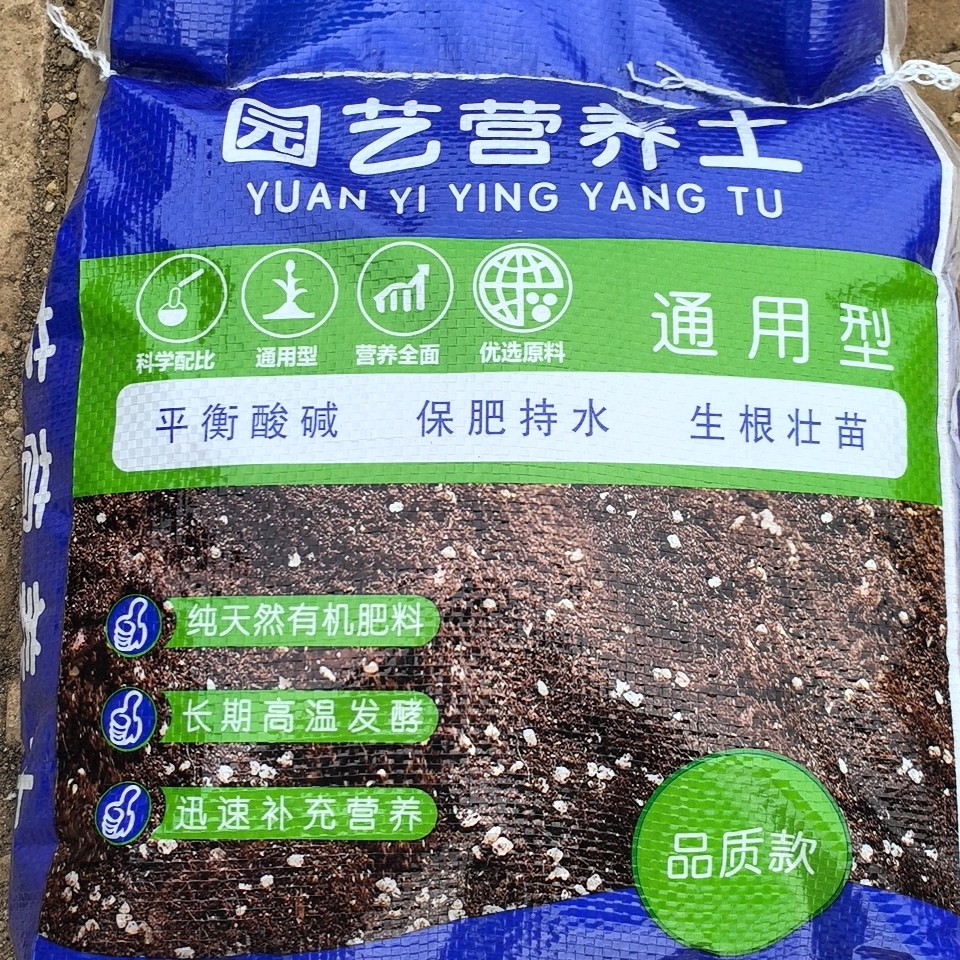 园艺营养土
YUAN YI YING YANG TU
科学配比 通用型 营养全面 优选原料
通用型
平衡酸碱 保肥持水 生根壮苗
纯天然有机肥料
长期高温发酵
迅速补充营养
品质款